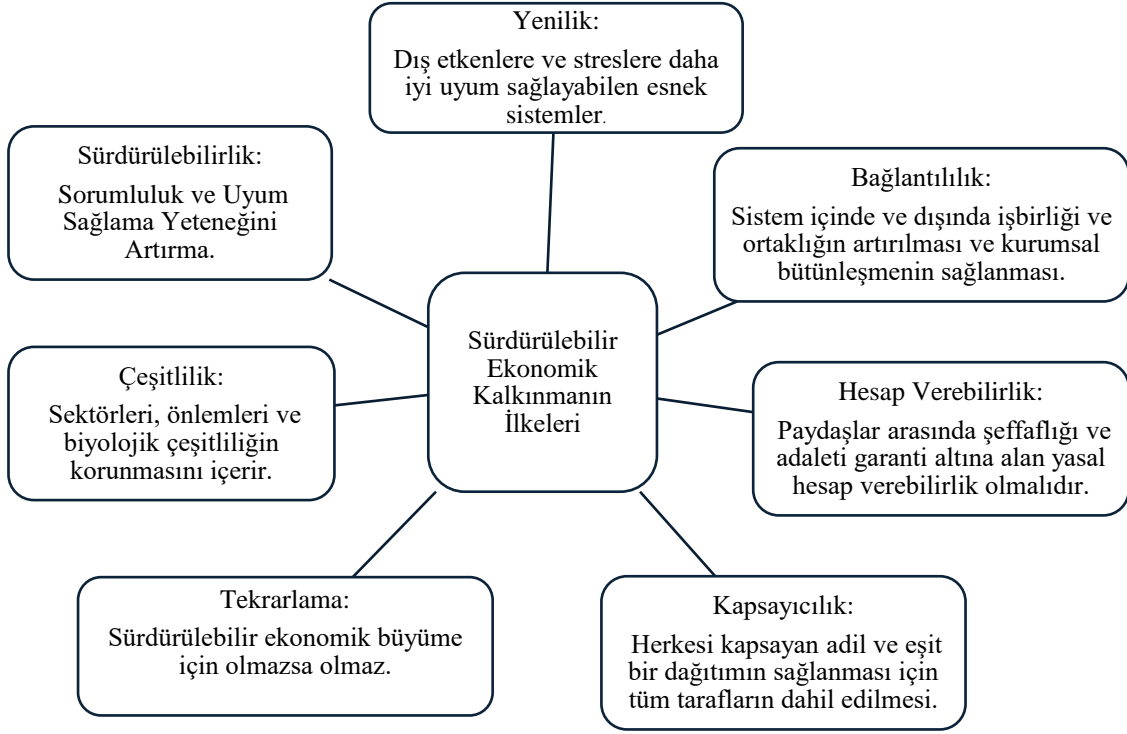 Yenilik:
Dış etkenlere ve streslere daha
iyi uyum sağlayabilen esnek
sistemler.
Sürdürülebilirlik:
Sorumluluk ve Uyum
Sağlama Yeteneğini
Artırma.
Bağlantılılık:
Sistem içinde ve dışında işbirliği ve
ortaklığın artırılması ve kurumsal
bütünleşmenin sağlanması.
Sürdürülebilir
Ekonomik
Kalkınmanın
İlkeleri
Çeşitlilik:
Sektörleri, önlemleri ve
biyolojik çeşitliliğin
korunmasını içerir.
Hesap Verebilirlik:
Paydaşlar arasında şeffaflığı ve
adaleti garanti altına alan yasal
hesap verebilirlik olmalıdır.
Tekrarlama:
Sürdürülebilir ekonomik büyüme
için olmazsa olmaz.
Kapsayıcılık:
Herkesi kapsayan adil ve eşit
bir dağıtımın sağlanması için
tüm tarafların dahil edilmesi.